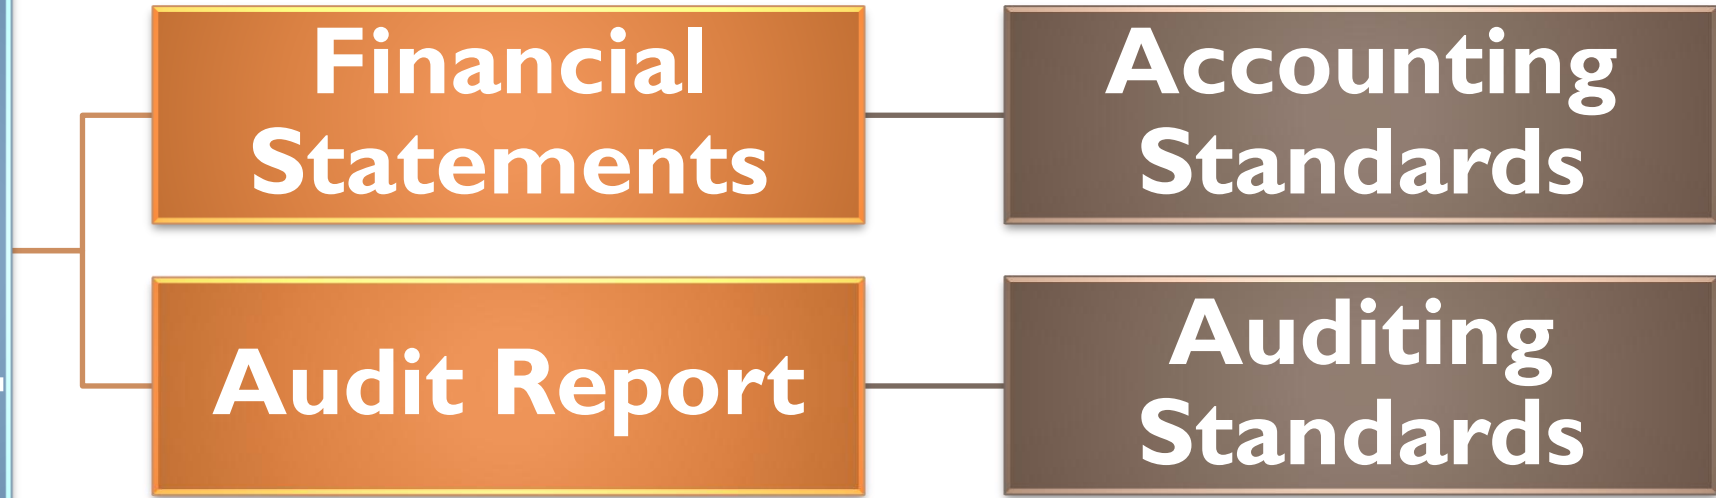 Financial
Statements
Accounting
Standards
Audit Report
Auditing
Standards